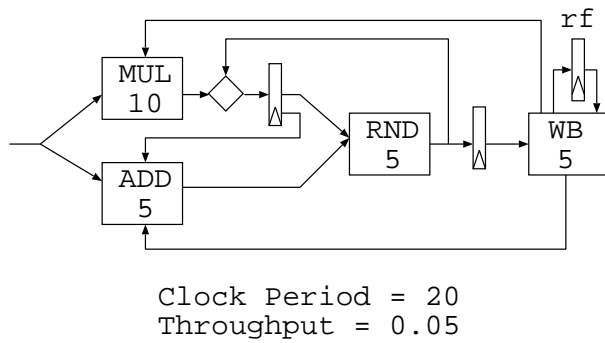 rf
MUL
10
RND
5
WB
5
ADD
5
Clock Period = 20
Throughput = 0.05